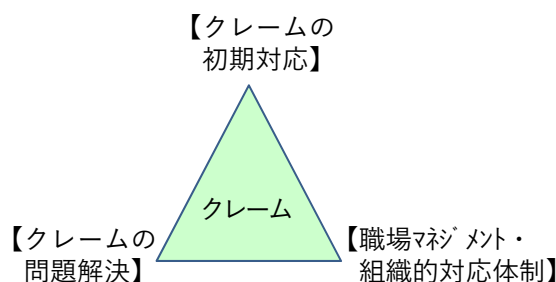 【クレームの
初期対応】
クレーム
【クレームの
問題解決】
【職場ﾏﾈｼﾞﾒﾝﾄ・
組織的対応体制】